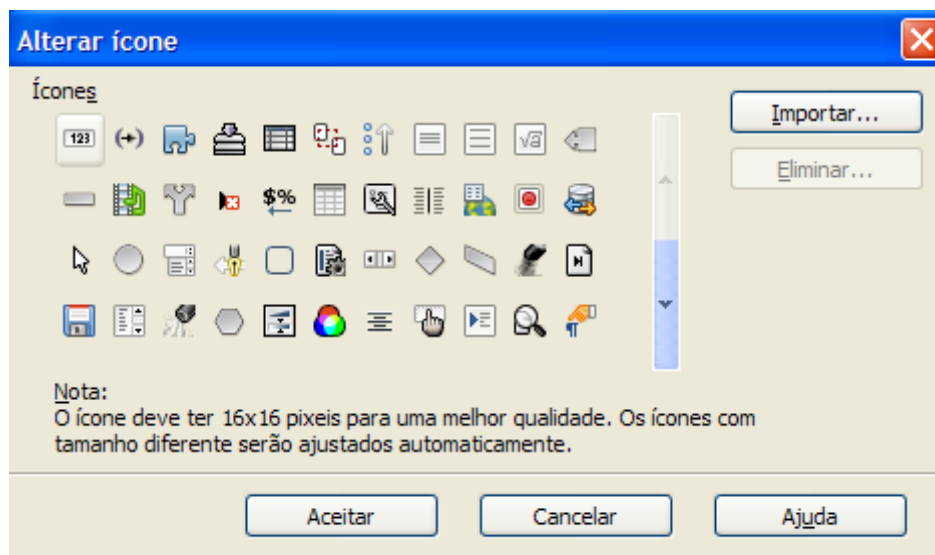 Alterar ícone
Ícones
Importar...
Eliminar...
123
$%
Nota:
O ícone deve ter 16x16 pixeis para uma melhor qualidade. Os ícones com
tamanho diferente serão ajustados automaticamente.
Aceitar
Cancelar
Ajuda